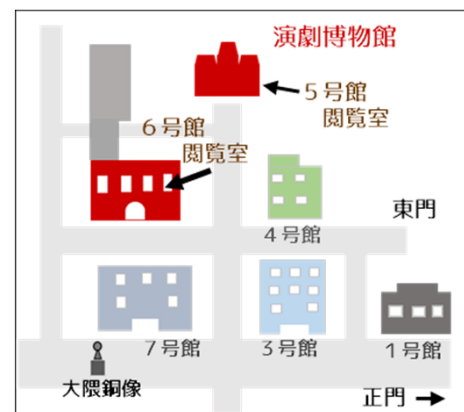 演劇博物館
５号館
閲覧室
６号館
閲覧室
東門
４号館
７号館
３号館
１号館
大隈銅像
正門